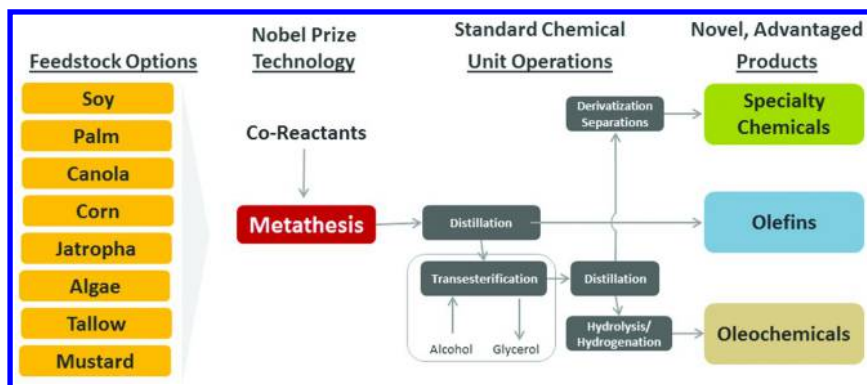 Feedstock Options
Soy
Palm
Canola
Corn
Jatropha
Algae
Tallow
Mustard
Nobel Prize
Technology
Co-Reactants
Metathesis
Standard Chemical
Unit Operations
Distillation
Transesterification
Alcohol
Glycerol
Derivatization
Separations
Distillation
Hydrolysis/
Hydrogenation
Novel, Advantaged
Products
Specialty
Chemicals
Olefins
Oleochemicals